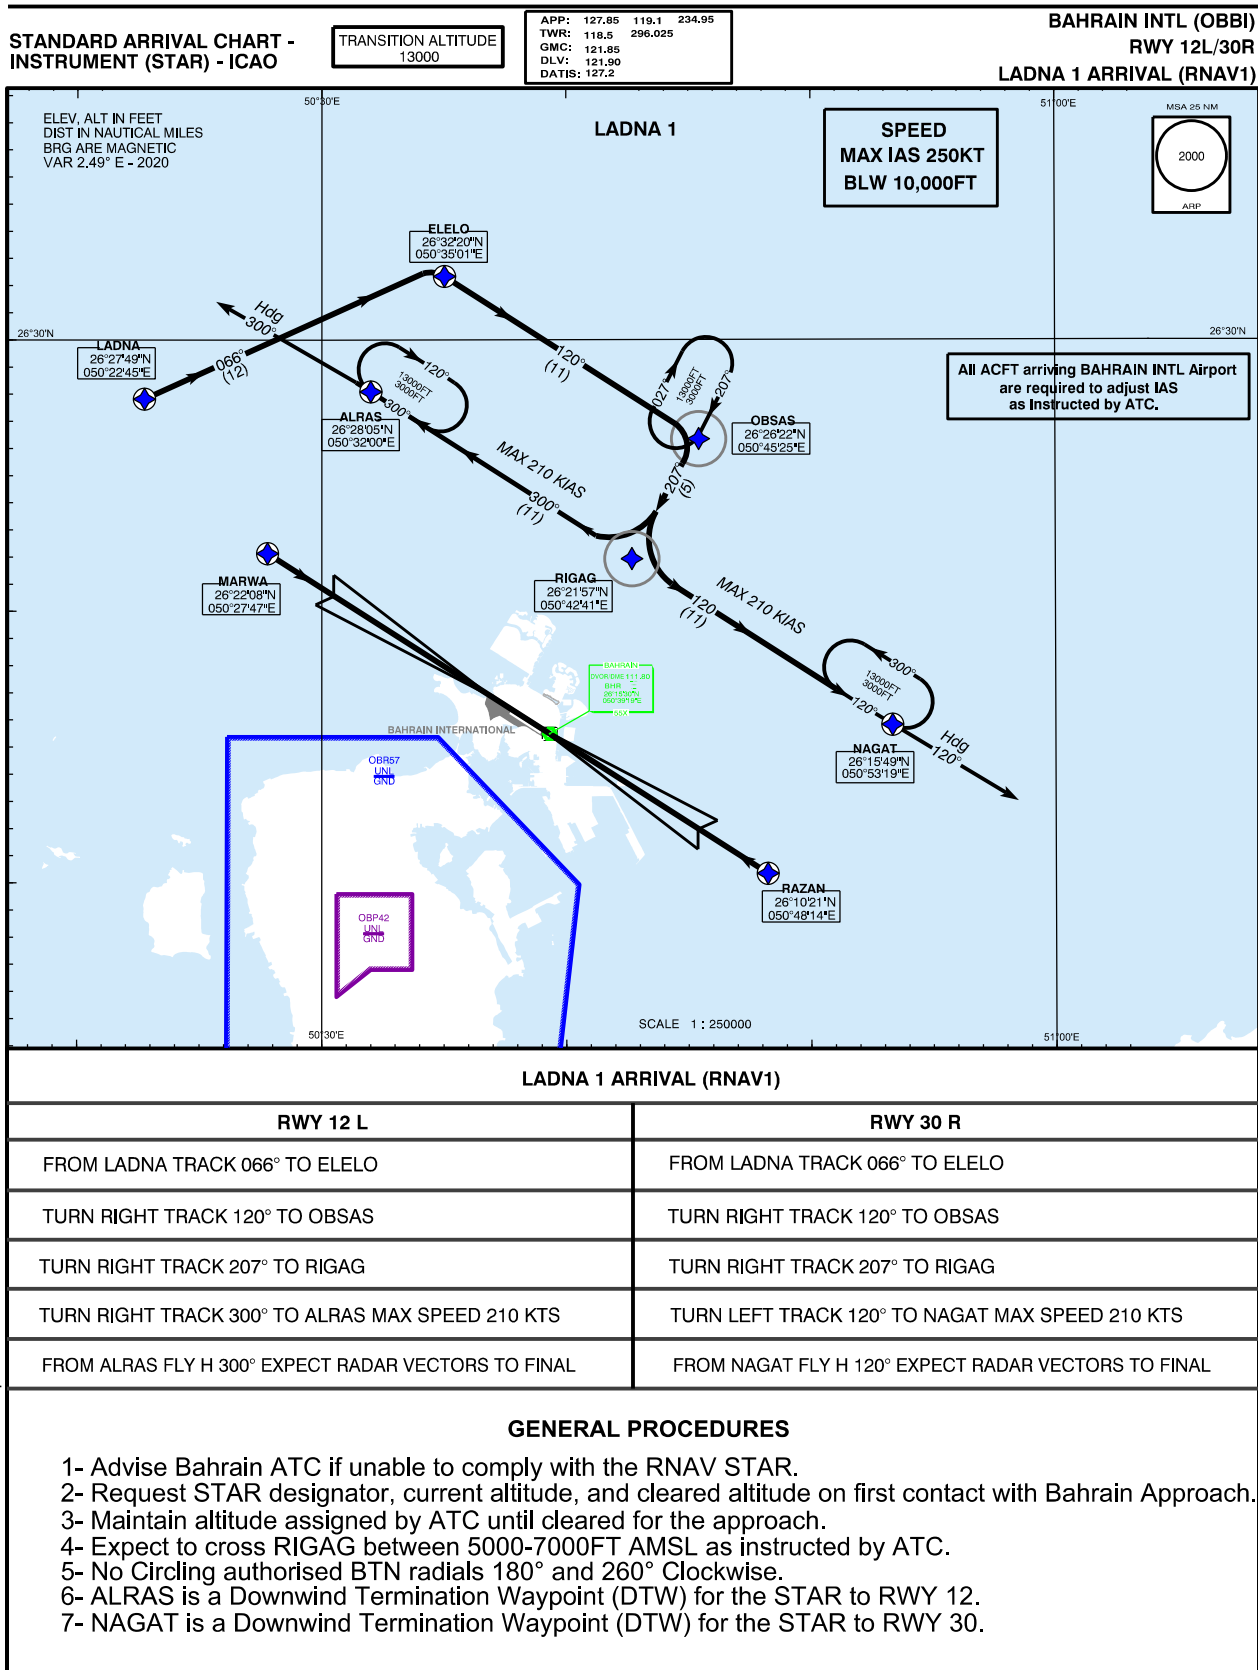 STANDARD ARRIVAL CHART -
INSTRUMENT (STAR) - ICAO
TRANSITION ALTITUDE
13000
APP: 127.85 119.1 234.95
TWR: 118.5 296.025
GMC: 121.85
DLV: 121.90
DATIS: 127.2
BAHRAIN INTL (OBBI)
RWY 12L/30R
LADNA 1 ARRIVAL (RNAV1)
50°30'E
51°00'E
ELEV, ALT IN FEET
DIST IN NAUTICAL MILES
BRG ARE MAGNETIC
VAR 2.49° E - 2020
LADNA 1
SPEED
MAX IAS 250KT
BLW 10,000FT
MSA 25 NM
2000
ARP
ELELO
26°32'20"N
050°35'01"E
Hdg
300°
26°30'N
26°30'N
LADNA
26°27'49"N
050°22'45"E
066°
(12)
120°
(11)
120°
13000FT
3000FT
300°
ALRAS
26°28'05"N
050°32'00"E
027°
13000FT
3000FT
207°
OBSAS
26°26'22"N
050°45'25"E
All ACFT arriving BAHRAIN INTL Airport
are required to adjust IAS
as Instructed by ATC.
MAX 210 KIAS
300°
(11)
207°
(5)
MARWA
26°22'08"N
050°27'47"E
RIGAG
26°21'57"N
050°42'41"E
MAX 210 KIAS
120
(11)
BAHRAIN
DVOR/DME 111.80
BHR
55X
BAHRAIN INTERNATIONAL
300°
13000FT
3000FT
120°
NAGAT
26°15'49"N
050°53'19"E
Hdg
120°
OBR57
UNL
GND
RAZAN
26°10'21"N
050°48'14"E
OBP42
UNL
GND
SCALE 1 : 250000
50°30'E
51°00'E
LADNA 1 ARRIVAL (RNAV1)
RWY 12 L
RWY 30 R
FROM LADNA TRACK 066° TO ELELO
FROM LADNA TRACK 066° TO ELELO
TURN RIGHT TRACK 120° TO OBSAS
TURN RIGHT TRACK 120° TO OBSAS
TURN RIGHT TRACK 207° TO RIGAG
TURN RIGHT TRACK 207° TO RIGAG
TURN RIGHT TRACK 300° TO ALRAS MAX SPEED 210 KTS
TURN LEFT TRACK 120° TO NAGAT MAX SPEED 210 KTS
FROM ALRAS FLY H 300° EXPECT RADAR VECTORS TO FINAL
FROM NAGAT FLY H 120° EXPECT RADAR VECTORS TO FINAL
GENERAL PROCEDURES
1- Advise Bahrain ATC if unable to comply with the RNAV STAR.
2- Request STAR designator, current altitude, and cleared altitude on first contact with Bahrain Approach.
3- Maintain altitude assigned by ATC until cleared for the approach.
4- Expect to cross RIGAG between 5000-7000FT AMSL as instructed by ATC.
5- No Circling authorised BTN radials 180° and 260° Clockwise.
6- ALRAS is a Downwind Termination Waypoint (DTW) for the STAR to RWY 12.
7- NAGAT is a Downwind Termination Waypoint (DTW) for the STAR to RWY 30.